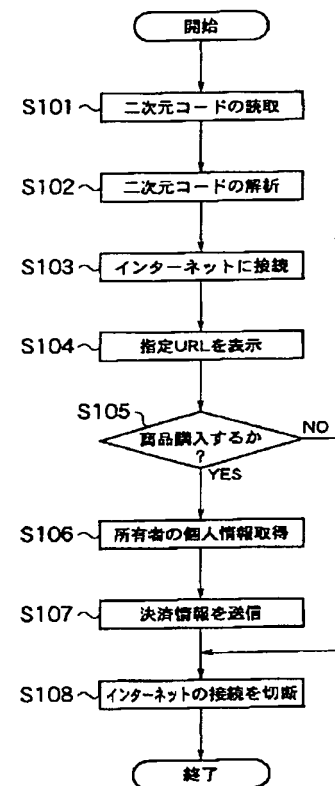 開始
S101 二次元コードの読取
S102 二次元コードの解析
S103 インターネットに接続
S104 指定URLを表示
S105
商品購入するか
?
NO
YES
S106 所有者の個人情報取得
S107 決済情報を送信
S108 インターネットの接続を切断
終了